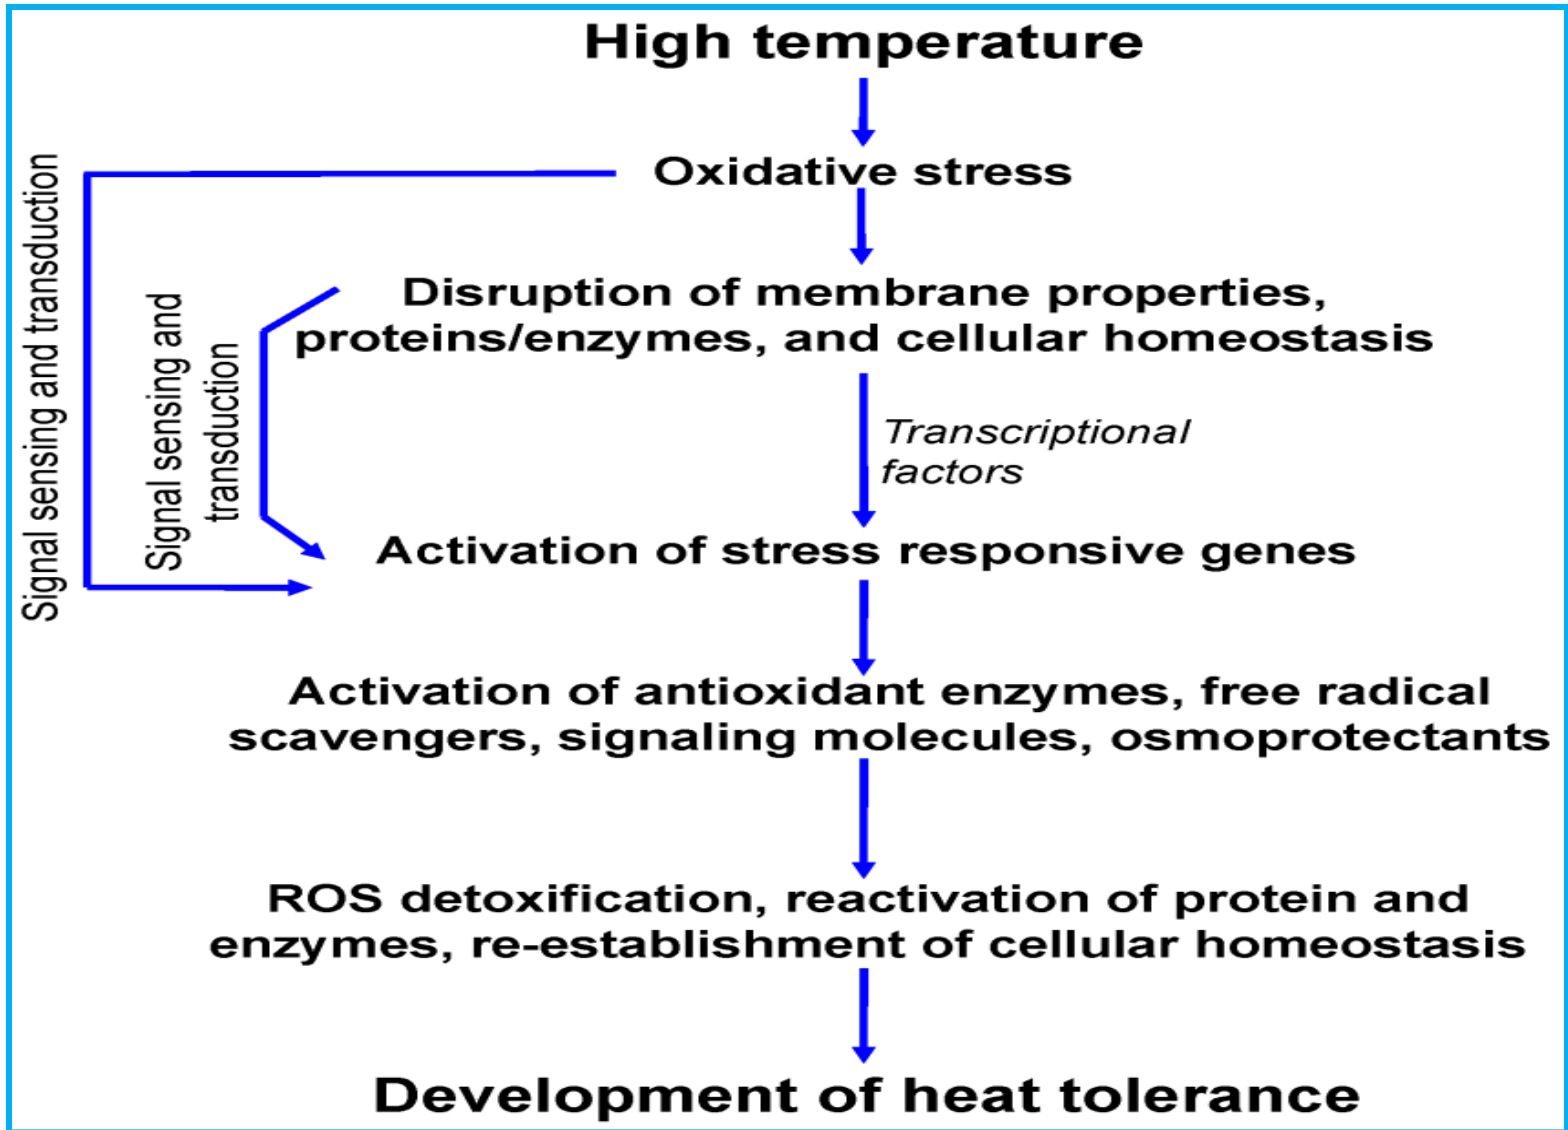 High temperature
Oxidative stress
Signal sensing and transduction
Disruption of membrane properties,
proteins/enzymes, and cellular homeostasis
Signal sensing and
transduction
Transcriptional
factors
Activation of stress responsive genes
Activation of antioxidant enzymes, free radical
scavengers, signaling molecules, osmoprotectants
ROS detoxification, reactivation of protein and
enzymes, re-establishment of cellular homeostasis
Development of heat tolerance